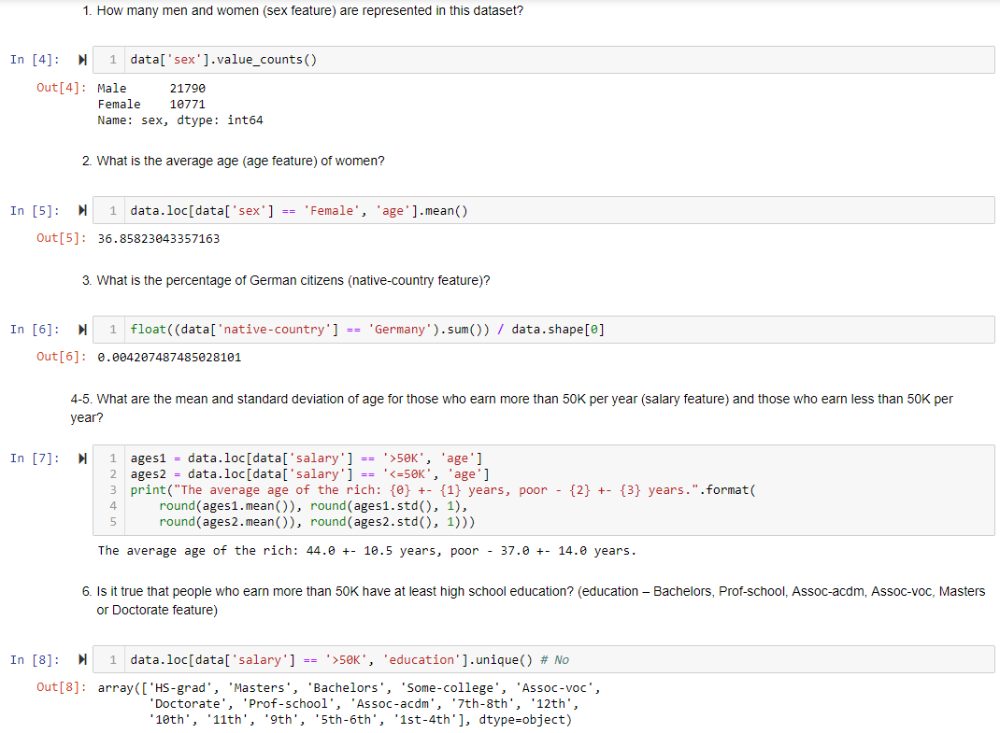 1. How many men and women (sex feature) are represented in this dataset?
In [4]: 1 data['sex'].value_counts()
Out[4]: Male 21790
Female 10771
Name: sex, dtype: int64
2. What is the average age (age feature) of women?
In [5]: 1 data.loc[data['sex'] == 'Female', 'age'].mean()
Out[5]: 36.85823043357163
3. What is the percentage of German citizens (native-country feature)?
In [6]: 1 float((data['native-country'] == 'Germany').sum()) / data.shape[0]
Out[6]: 0.004207487485028101
4-5. What are the mean and standard deviation of age for those who earn more than 50K per year (salary feature) and those who earn less than 50K per
year?
In [7]: 1 ages1 = data.loc[data['salary'] == '>50K', 'age']
2 ages2 = data.loc[data['salary'] == '<=50K', 'age']
3 print("The average age of the rich: {0} +- {1} years, poor - {2} +- {3} years.".format(
4 round(ages1.mean()), round(ages1.std(), 1),
5 round(ages2.mean()), round(ages2.std(), 1)))
The average age of the rich: 44.0 +- 10.5 years, poor - 37.0 +- 14.0 years.
6. Is it true that people who earn more than 50K have at least high school education? (education – Bachelors, Prof-school, Assoc-acdm, Assoc-voc, Masters
or Doctorate feature)
In [8]: 1 data.loc[data['salary'] == '>50K', 'education'].unique() # No
Out[8]: array(['HS-grad', 'Masters', 'Bachelors', 'Some-college', 'Assoc-voc',
'Doctorate', 'Prof-school', 'Assoc-acdm', '7th-8th', '12th',
'10th', '11th', '9th', '5th-6th', '1st-4th'], dtype=object)